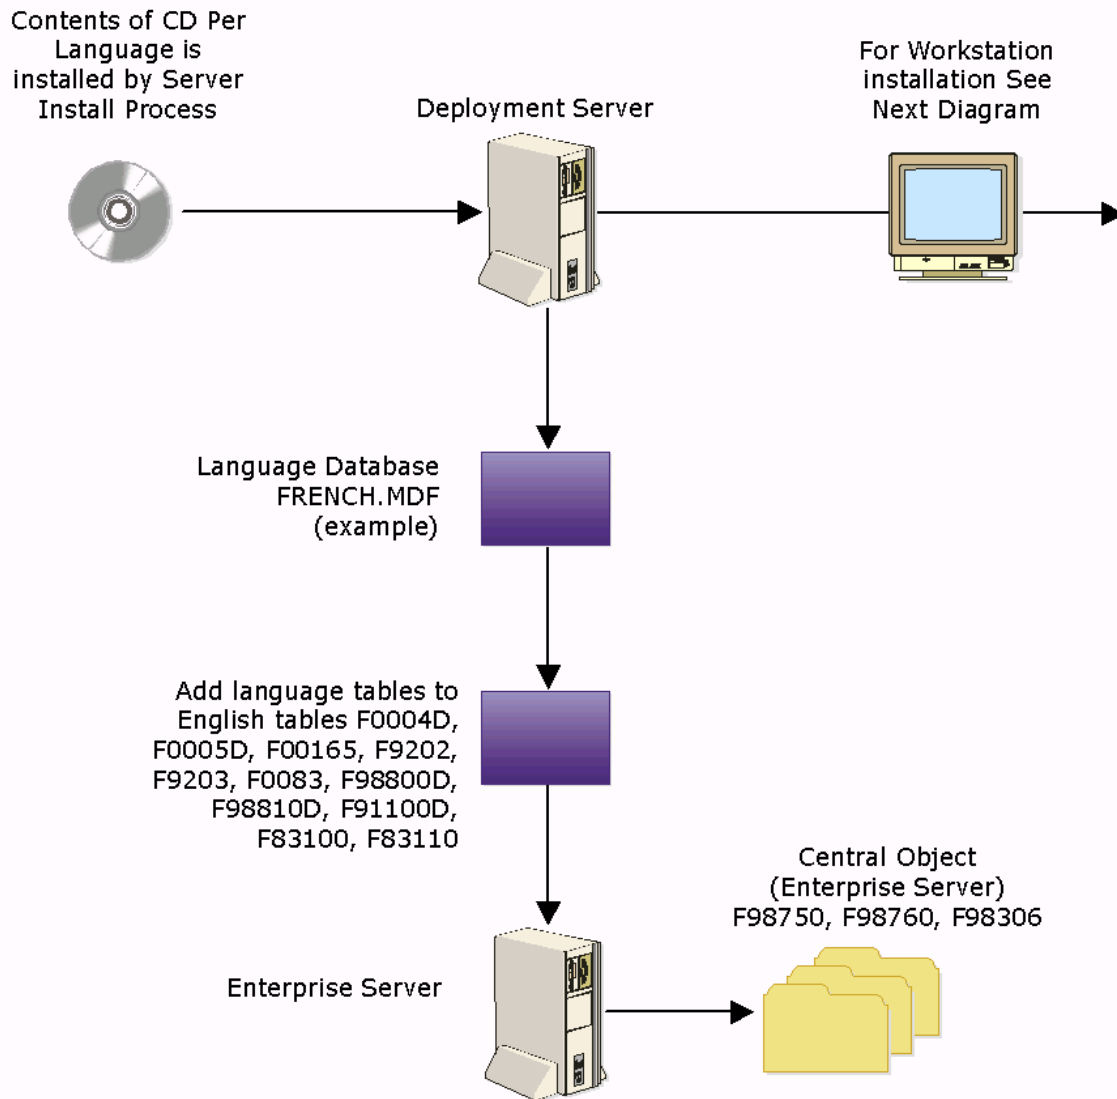 Contents of CD Per
Language is
installed by Server
Install Process
Deployment Server
For Workstation
installation See
Next Diagram
Language Database
FRENCH.MDF
(example)
Add language tables to
English tables F0004D,
F0005D, F00165, F9202,
F9203, F0083, F98800D,
F98810D, F91100D,
F83100, F83110
Central Object
(Enterprise Server)
F98750, F98760, F98306
Enterprise Server